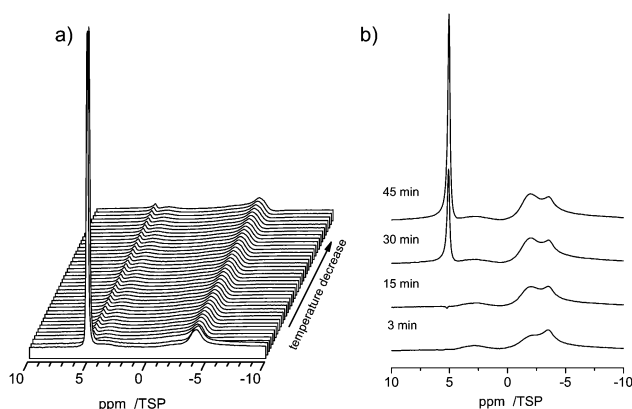 a)
temperature decrease
10 5 0 -5 -10
ppm /TSP
b)
45 min
30 min
15 min
3 min
10 5 0 -5 -10
ppm /TSP